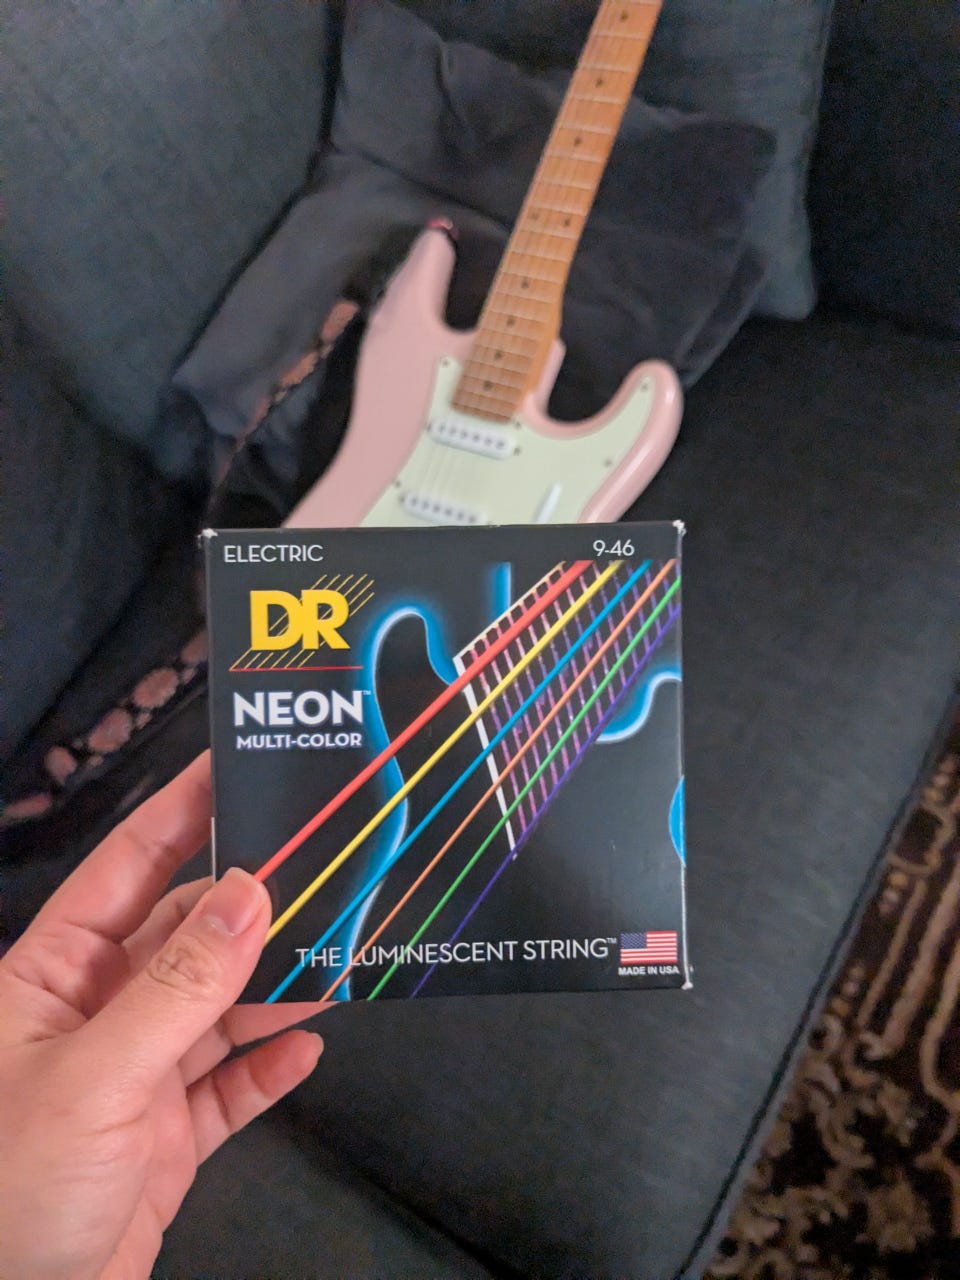 ELECTRIC
9-46
DR
NEON™
MULTI-COLOR
THE LUMINESCENT STRING™
MADE IN USA